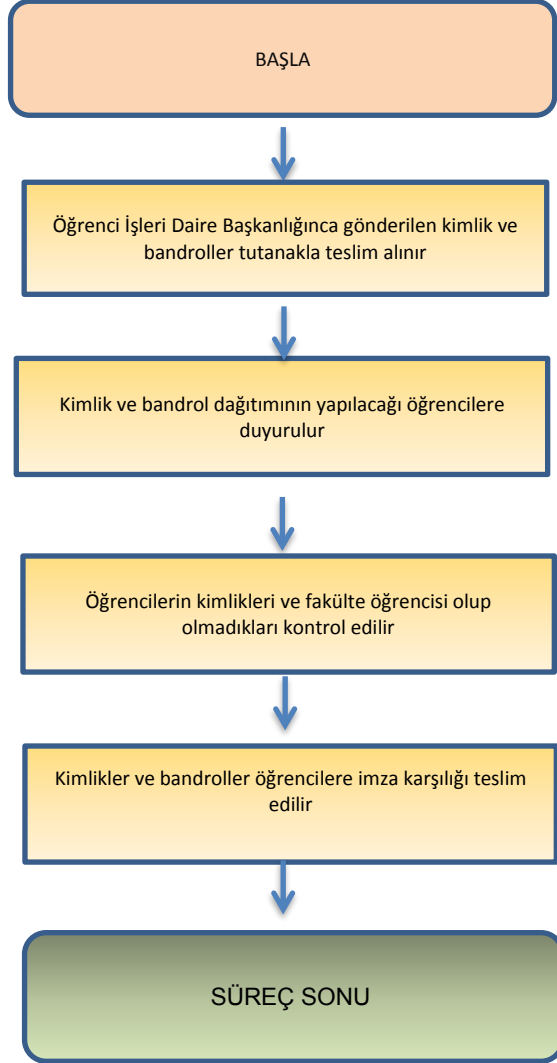 BAŞLA
Öğrenci İşleri Daire Başkanlığınca gönderilen kimlik ve
bandroller tutanakla teslim alınır
Kimlik ve bandrol dağıtımının yapılacağı öğrencilere
duyurulur
Öğrencilerin kimlikleri ve fakülte öğrencisi olup
olmadıkları kontrol edilir
Kimlikler ve bandroller öğrencilere imza karşılığı teslim
edilir
SÜREÇ SONU